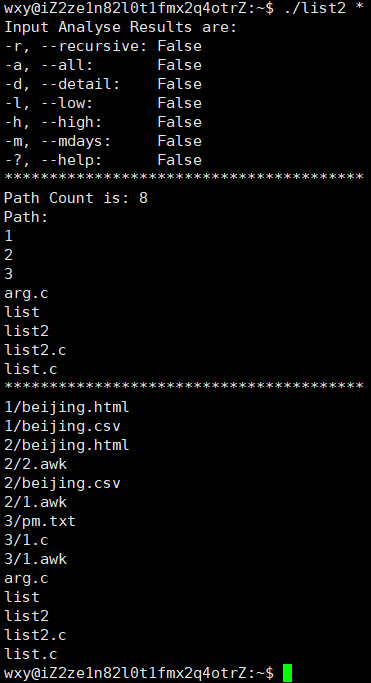 wxy@iZ2ze1n82l0t1fmx2q4otrZ:~$ ./list2 *
Input Analyse Results are:
-r, --recursive: False
-a, --all:       False
-d, --detail:    False
-l, --low:       False
-h, --high:      False
-m, --mdays:     False
-?, --help:      False
****************************************
Path Count is: 8
Path:
1
2
3
arg.c
list
list2
list2.c
list.c
****************************************
1/beijing.html
1/beijing.csv
2/beijing.html
2/2.awk
2/beijing.csv
2/1.awk
3/pm.txt
3/1.c
3/1.awk
arg.c
list
list2
list2.c
list.c
wxy@iZ2ze1n82l0t1fmx2q4otrZ:~$